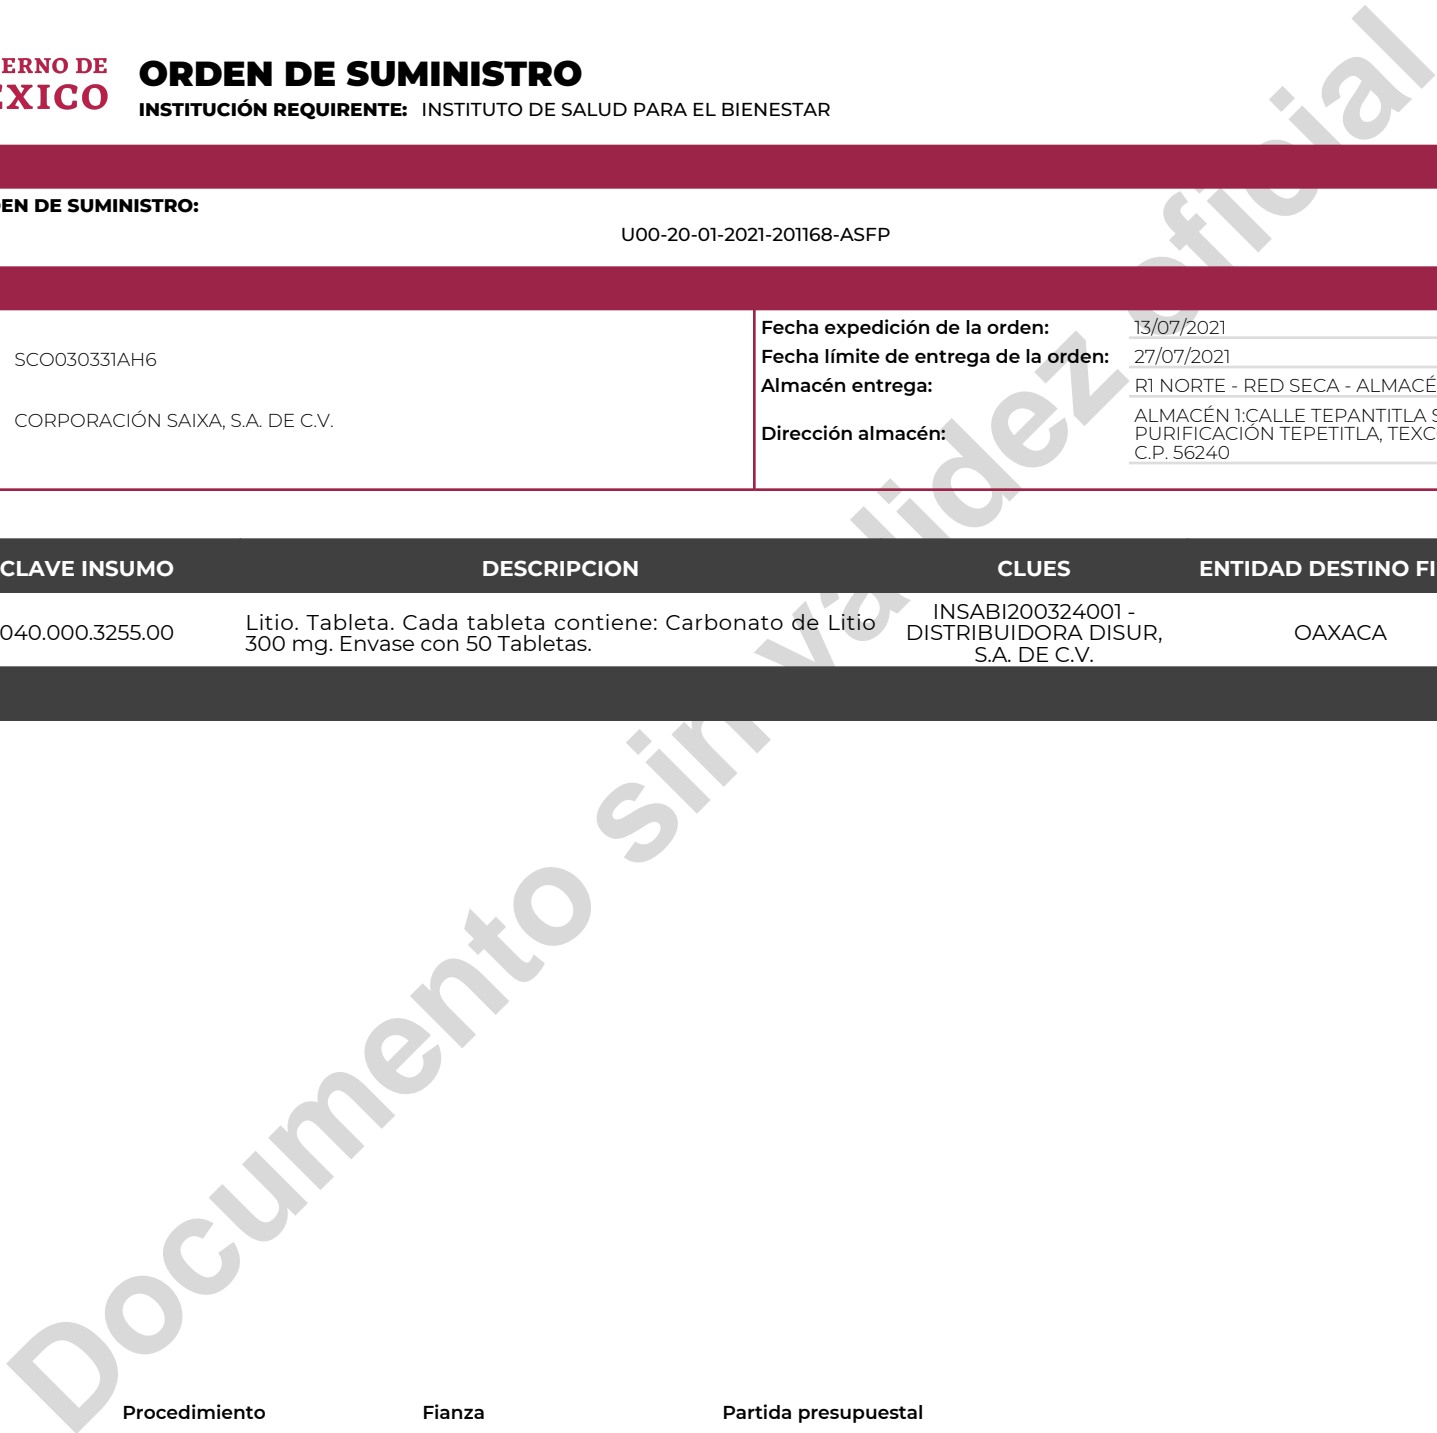 ERNO DE
EXICO
ORDEN DE SUMINISTRO
INSTITUCIÓN REQUIRENTE: INSTITUTO DE SALUD PARA EL BIENESTAR
EN DE SUMINISTRO:
U00-20-01-2021-201168-ASFP
SCO030331AH6
CORPORACIÓN SAIXA, S.A. DE C.V.
Fecha expedición de la orden: 13/07/2021
Fecha límite de entrega de la orden: 27/07/2021
Almacén entrega: R1 NORTE - RED SECA - ALMACÉ
Dirección almacén: ALMACÉN 1:CALLE TEPANTITLA S
PURIFICACIÓN TEPETITLA, TEXC
C.P. 56240
CLAVE INSUMO DESCRIPCION CLUES ENTIDAD DESTINO FI
040.000.3255.00
Litio. Tableta. Cada tableta contiene: Carbonato de Litio
300 mg. Envase con 50 Tabletas.
INSABI200324001 -
DISTRIBUIDORA DISUR,
S.A. DE C.V.
OAXACA
Documento sin validez oficial
Procedimiento Fianza Partida presupuestal